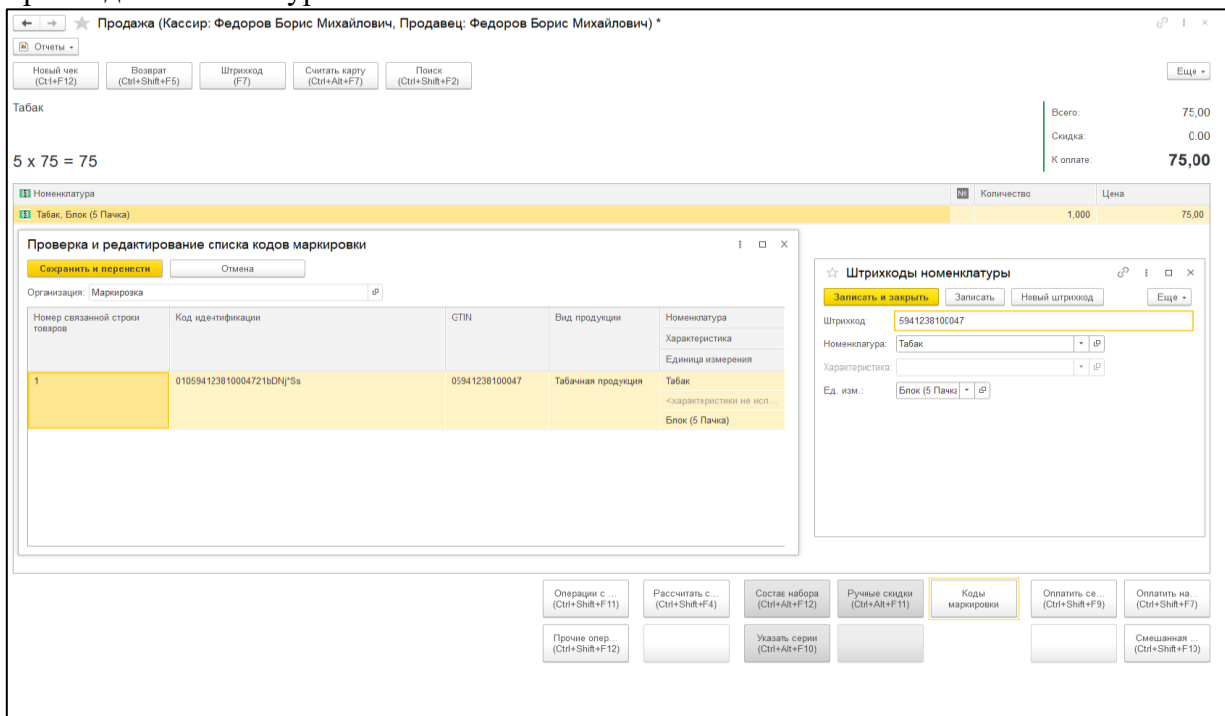 Продажа (Кассир: Федоров Борис Михайлович, Продавец: Федоров Борис Михайлович) *
Отчеты
Новый чек (Ctrl+F12) Возврат (Ctrl+Shift+F5) Штрихкод (F7) Считать карту (Ctrl+Alt+F7) Поиск (Ctrl+Shift+F2) Еще
Табак
Всего: 75,00
Скидка: 0.00
5 x 75 = 75
К оплате: 75,00
Номенклатура № Количество Цена
Табак, Блок (5 Пачка) 1,000 75,00
Проверка и редактирование списка кодов маркировки
Сохранить и перенести Отмена
Организация: Маркировка
Номер связанной строки товаров Код идентификации GTIN Вид продукции Номенклатура
Характеристика
Единица измерения
1 010594123810004721bDNj*Ss 05941238100047 Табачная продукция Табак
<характеристики не исп...
Блок (5 Пачка)
Штрихкоды номенклатуры
Записать и закрыть Записать Новый штрихкод Еще
Штрихкод: 5941238100047
Номенклатура: Табак
Характеристика:
Ед. изм.: Блок (5 Пачка
Операции с ... (Ctrl+Shift+F11) Рассчитать с... (Ctrl+Shift+F4) Состав набора (Ctrl+Alt+F12) Ручные скидки (Ctrl+Alt+F11) Коды маркировки Оплатить се... (Ctrl+Shift+F9) Оплатить на... (Ctrl+Shift+F7)
Прочие опер... (Ctrl+Shift+F12) Указать серии (Ctrl+Alt+F10) Смешанная ... (Ctrl+Shift+F10)